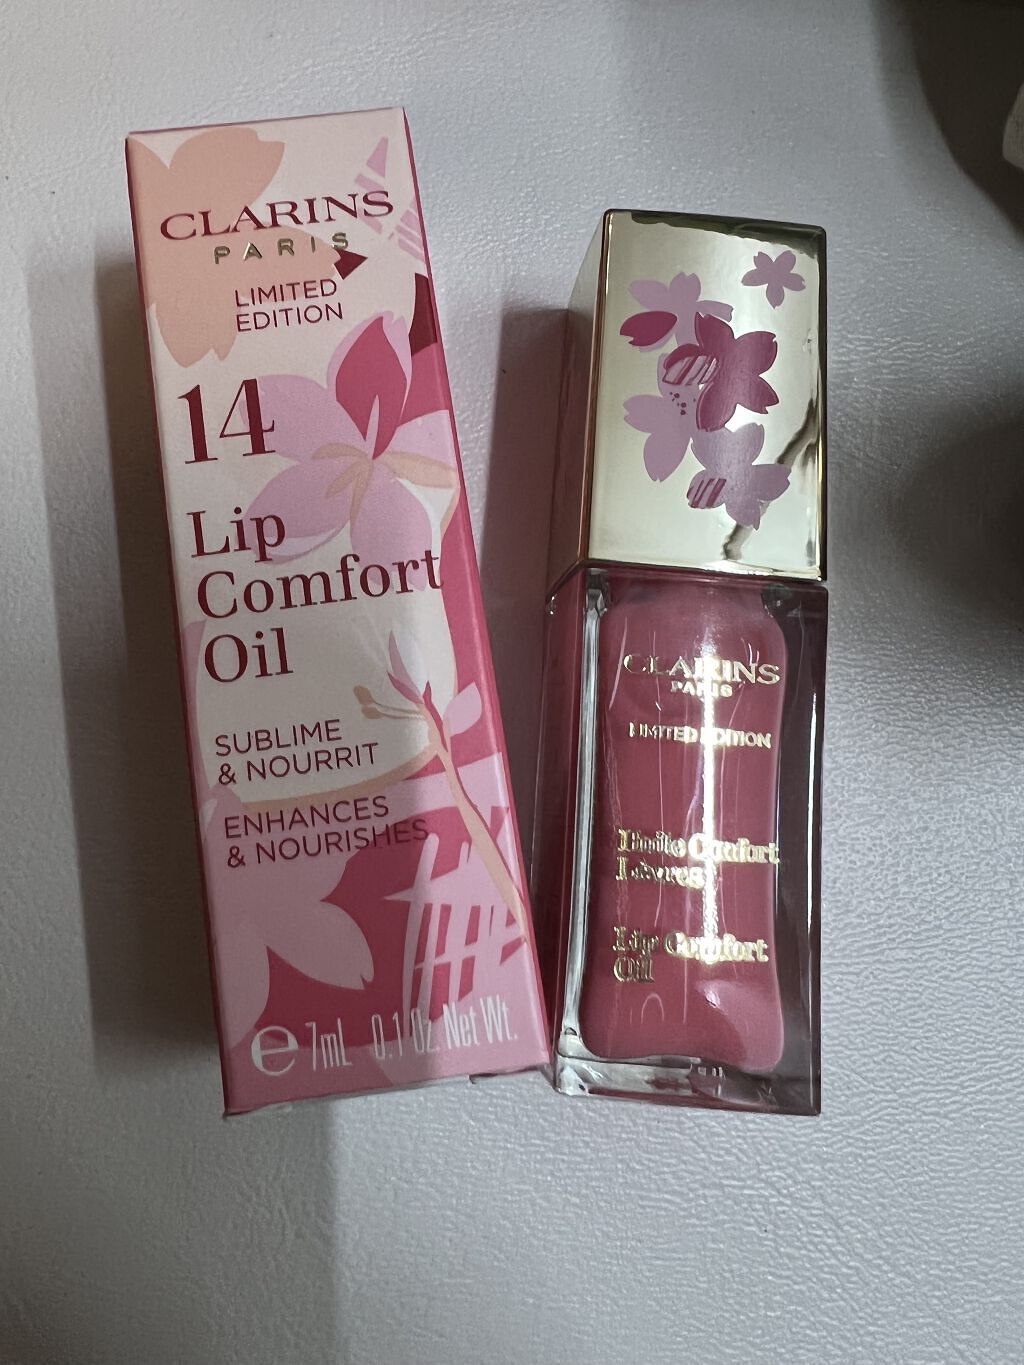 CLARINS
PARIS
LIMITED
EDITION
14
Lip
Comfort
Oil
SUBLIME
& NOURRIT
ENHANCES
& NOURISHES
℮ 7mL 0.1 Oz. Net Wt.
CLARINS
PARIS
LIMITED EDITION
Huile Confort
Lèvres
Lip Comfort
Oil